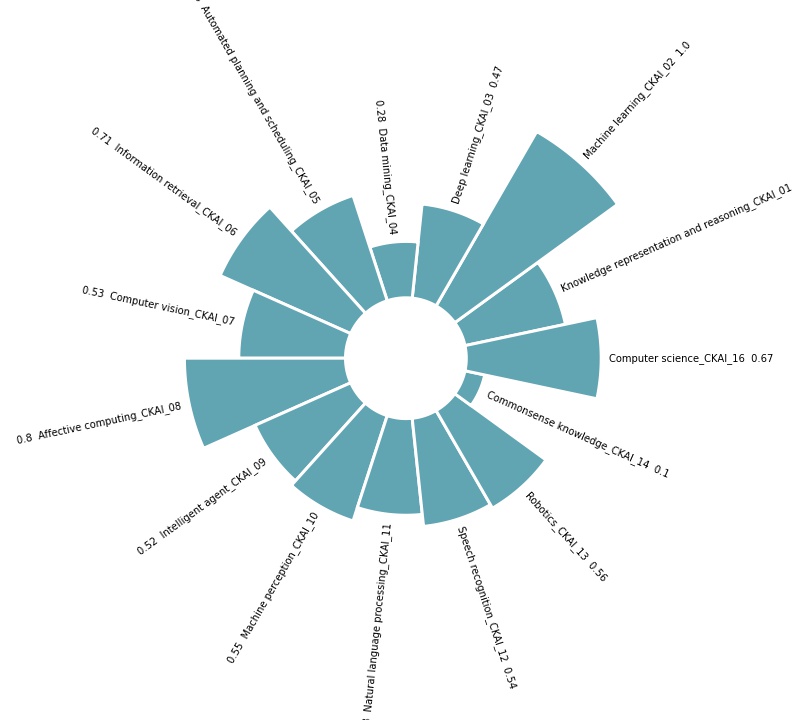 Automated planning and scheduling_CKAI_05
0.28 Data mining_CKAI_04
Deep learning_CKAI_03 0.47
Machine learning_CKAI_02 1.0
0.71 Information retrieval_CKAI_06
Knowledge representation and reasoning_CKAI_01
0.53 Computer vision_CKAI_07
Computer science_CKAI_16 0.67
0.8 Affective computing_CKAI_08
Commonsense knowledge_CKAI_14 0.1
0.52 Intelligent agent_CKAI_09
Robotics_CKAI_13 0.56
0.55 Machine perception_CKAI_10
Natural language processing_CKAI_11
Speech recognition_CKAI_12 0.54